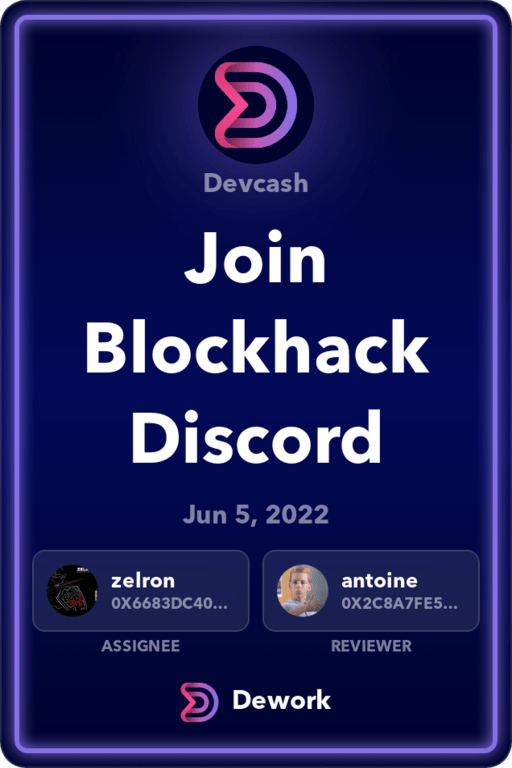 Devcash
Join
Blockhack
Discord
Jun 5, 2022
zelron
0X6683DC40...
ASSIGNEE
antoine
0X2C8A7FE5...
REVIEWER
Dework